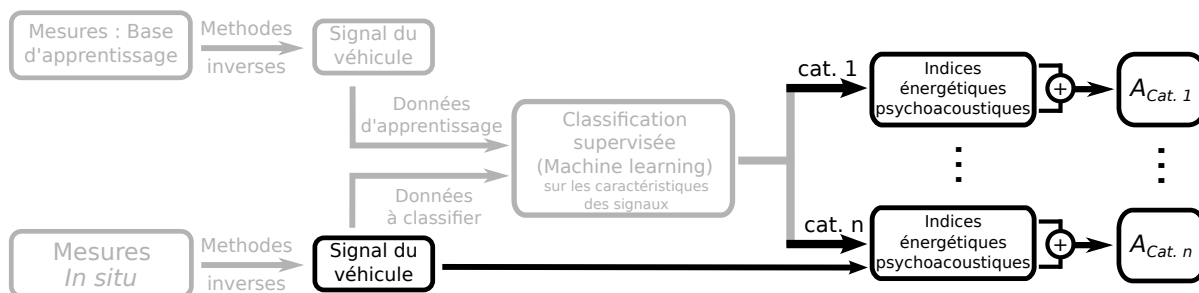 Mesures : Base
d'apprentissage
Methodes
inverses
Signal du
véhicule
Données
d'apprentissage
Classification
supervisée
(Machine learning)
sur les caractéristiques
des signaux
Données
à classifier
Mesures
In situ
Methodes
inverses
Signal du
véhicule
cat. 1
Indices
énergétiques
psychoacoustiques
+
A Cat. 1
cat. n
Indices
énergétiques
psychoacoustiques
+
A Cat. n